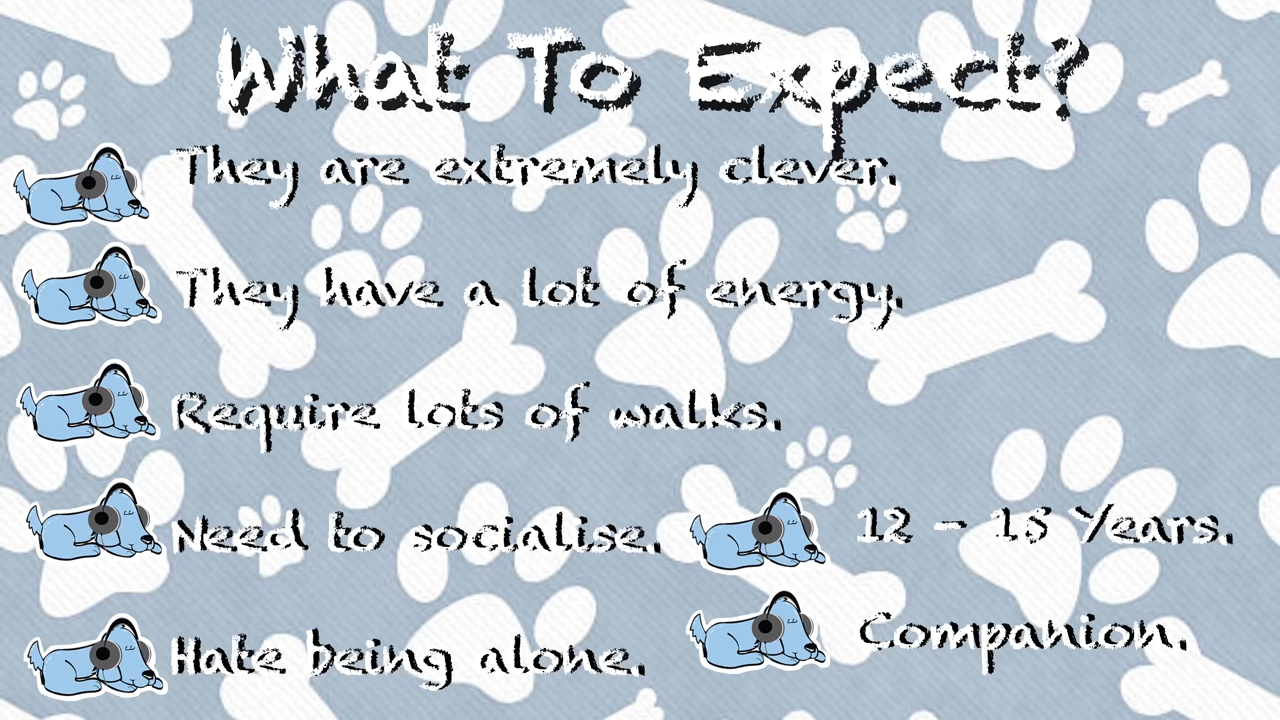 What To Expect?
They are extremely clever.
They have a lot of energy.
Require lots of walks.
Need to socialise.
Hate being alone.
12 - 15 Years.
Companion.